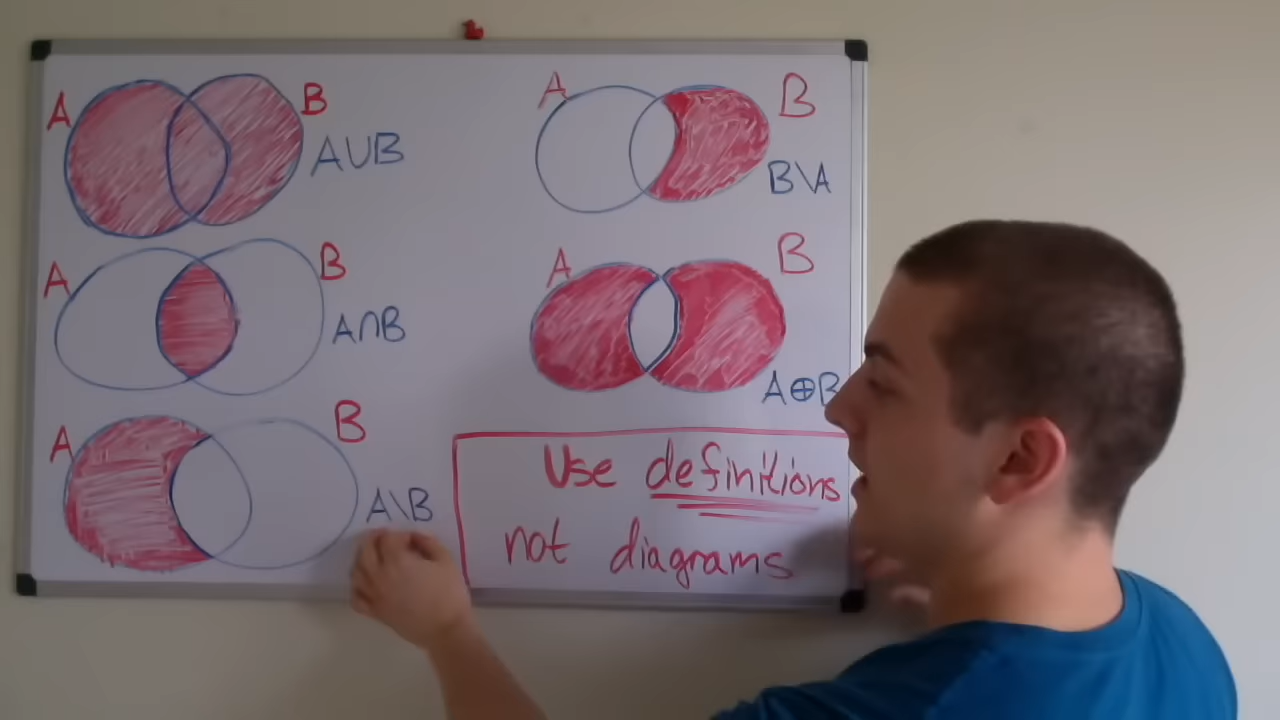 A B
A∪B
A B
A∩B
A B
A\B
A B
B\A
A B
A⊕B
Use definitions
not diagrams